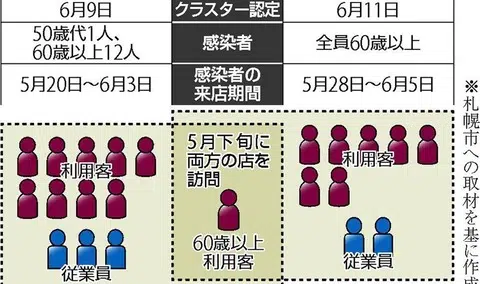 6月9日 クラスター認定 6月11日
50歳代1人、
60歳以上12人
感染者
全員60歳以上
5月20日〜6月3日
感染者の
来店期間
5月28日〜6月5日
利用客
従業員
5月下旬に
両方の店を
訪問
60歳以上
利用客
利用客
従業員
※札幌市への取材を基に作成